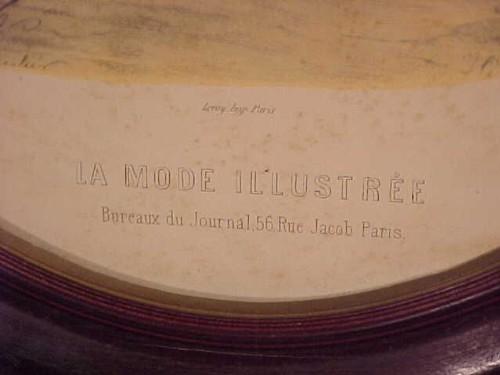 Leroy Imp. Paris
LA MODE ILLUSTRÉE
Bureaux du Journal, 56, Rue Jacob Paris.